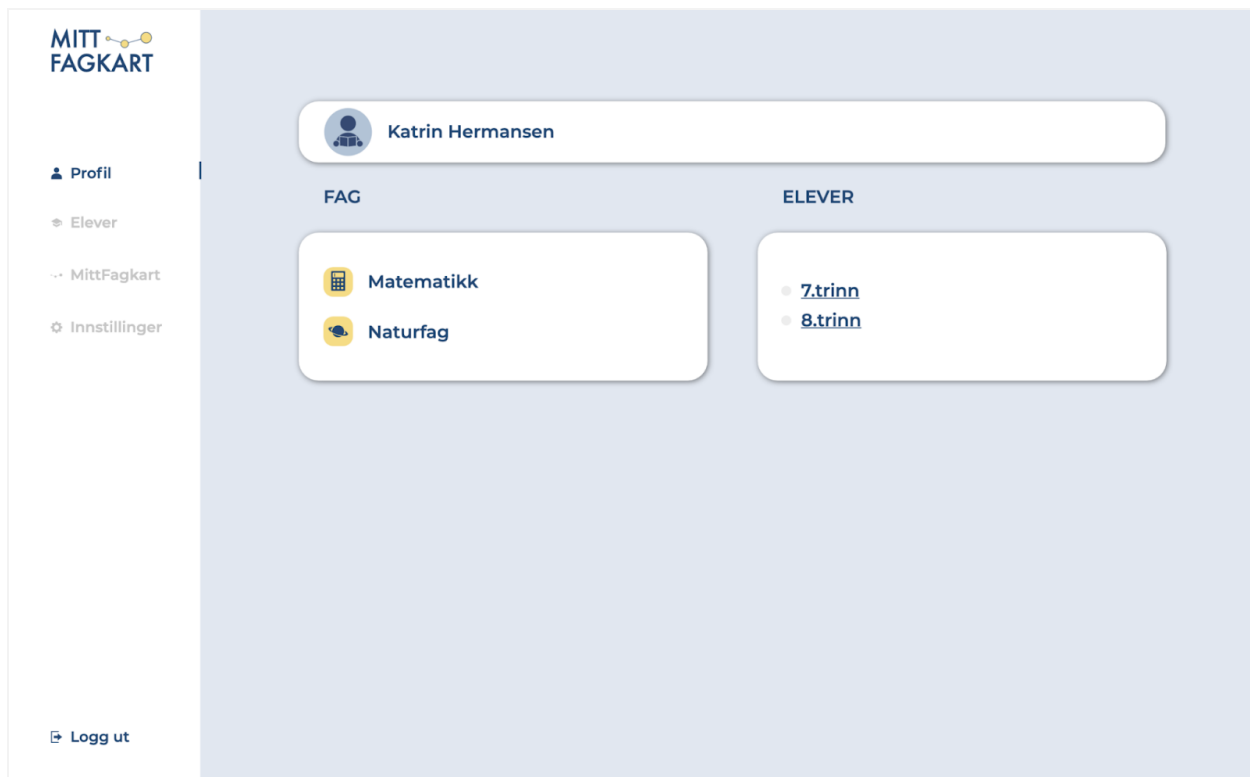 MITT
FAGKART
Profil
Elever
MittFagkart
Innstillinger
Logg ut
Katrin Hermansen
FAG
Matematikk
Naturfag
ELEVER
7.trinn
8.trinn